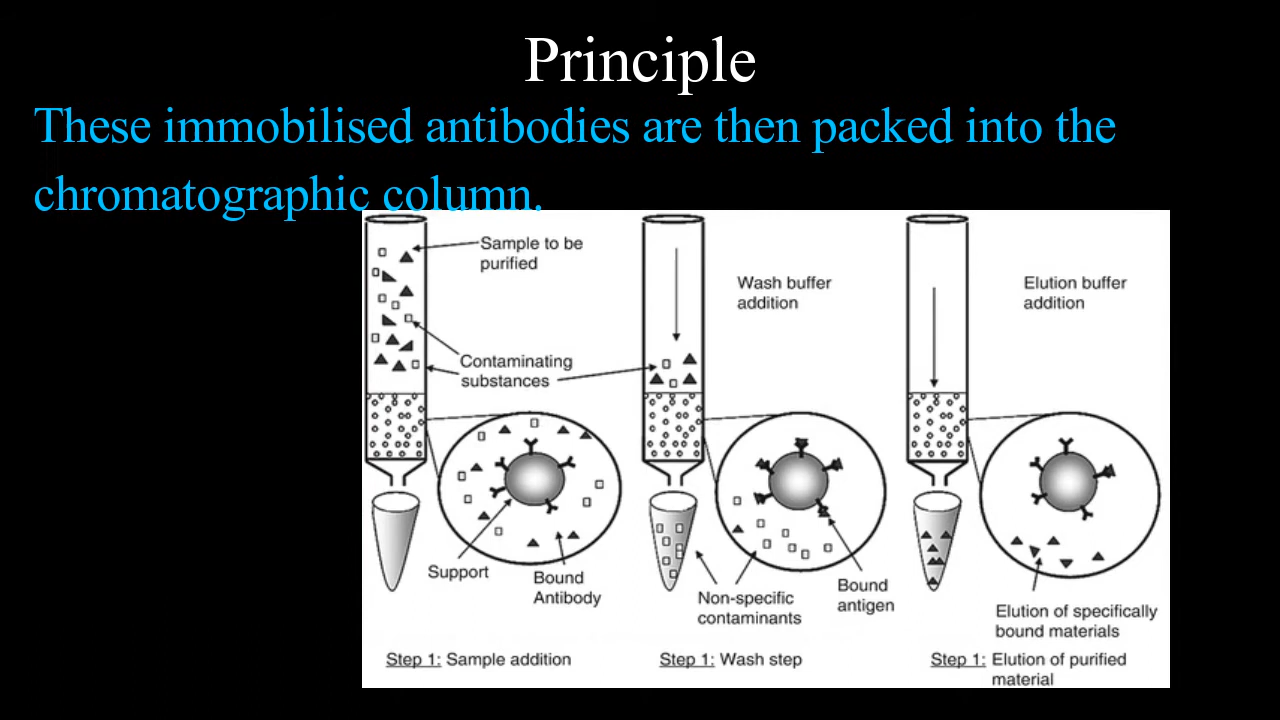 Principle
These immobilised antibodies are then packed into the
chromatographic column.
Sample to be
purified
Contaminating
substances
Support
Bound
Antibody
Step 1: Sample addition
Wash buffer
addition
Non-specific
contaminants
Bound
antigen
Step 1: Wash step
Elution buffer
addition
Elution of specifically
bound materials
Step 1: Elution of purified
material